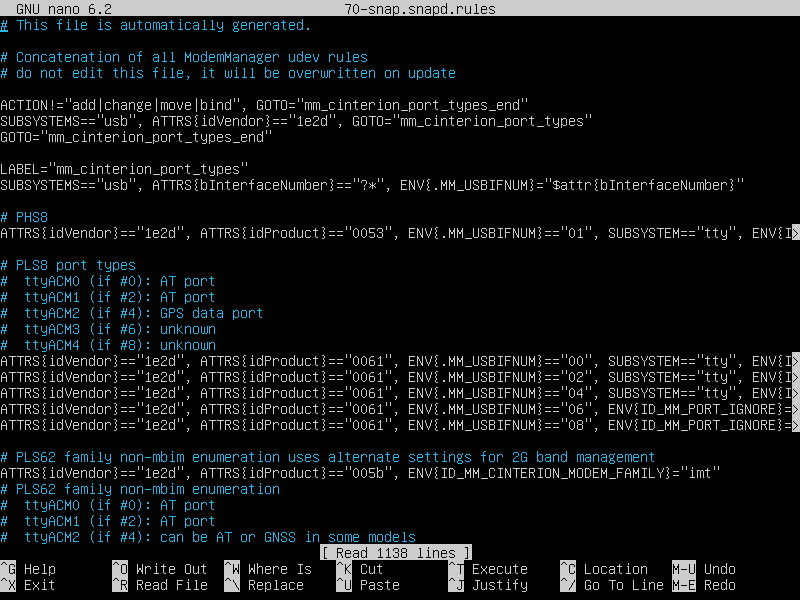 GNU nano 6.2 70-snap.snapd.rules
# This file is automatically generated.
# Concatenation of all ModemManager udev rules
# do not edit this file, it will be overwritten on update
ACTION!="add|change|move|bind", GOTO="mm_cinterion_port_types_end"
SUBSYSTEMS=="usb", ATTRS{idVendor}=="1e2d", GOTO="mm_cinterion_port_types"
GOTO="mm_cinterion_port_types_end"
LABEL="mm_cinterion_port_types"
SUBSYSTEMS=="usb", ATTRS{bInterfaceNumber}=="?*", ENV{.MM_USBIFNUM}="$attr{bInterfaceNumber}"
# PHS8
ATTRS{idVendor}=="1e2d", ATTRS{idProduct}=="0053", ENV{.MM_USBIFNUM}=="01", SUBSYSTEM=="tty", ENV{I>
# PLS8 port types
#  ttyACM0 (if #0): AT port
#  ttyACM1 (if #2): AT port
#  ttyACM2 (if #4): GPS data port
#  ttyACM3 (if #6): unknown
#  ttyACM4 (if #8): unknown
ATTRS{idVendor}=="1e2d", ATTRS{idProduct}=="0061", ENV{.MM_USBIFNUM}=="00", SUBSYSTEM=="tty", ENV{I>
ATTRS{idVendor}=="1e2d", ATTRS{idProduct}=="0061", ENV{.MM_USBIFNUM}=="02", SUBSYSTEM=="tty", ENV{I>
ATTRS{idVendor}=="1e2d", ATTRS{idProduct}=="0061", ENV{.MM_USBIFNUM}=="04", SUBSYSTEM=="tty", ENV{I>
ATTRS{idVendor}=="1e2d", ATTRS{idProduct}=="0061", ENV{.MM_USBIFNUM}=="06", ENV{ID_MM_PORT_IGNORE}=>
ATTRS{idVendor}=="1e2d", ATTRS{idProduct}=="0061", ENV{.MM_USBIFNUM}=="08", ENV{ID_MM_PORT_IGNORE}=>
# PLS62 family non-mbim enumeration uses alternate settings for 2G band management
ATTRS{idVendor}=="1e2d", ATTRS{idProduct}=="005b", ENV{ID_MM_CINTERION_MODEM_FAMILY}="imt"
# PLS62 family non-mbim enumeration
#  ttyACM0 (if #0): AT port
#  ttyACM1 (if #2): AT port
#  ttyACM2 (if #4): can be AT or GNSS in some models
[ Read 1138 lines ]
^G Help ^O Write Out ^W Where Is ^K Cut ^T Execute ^C Location M-U Undo
^X Exit ^R Read File ^\ Replace ^U Paste ^J Justify ^/ Go To Line M-E Redo